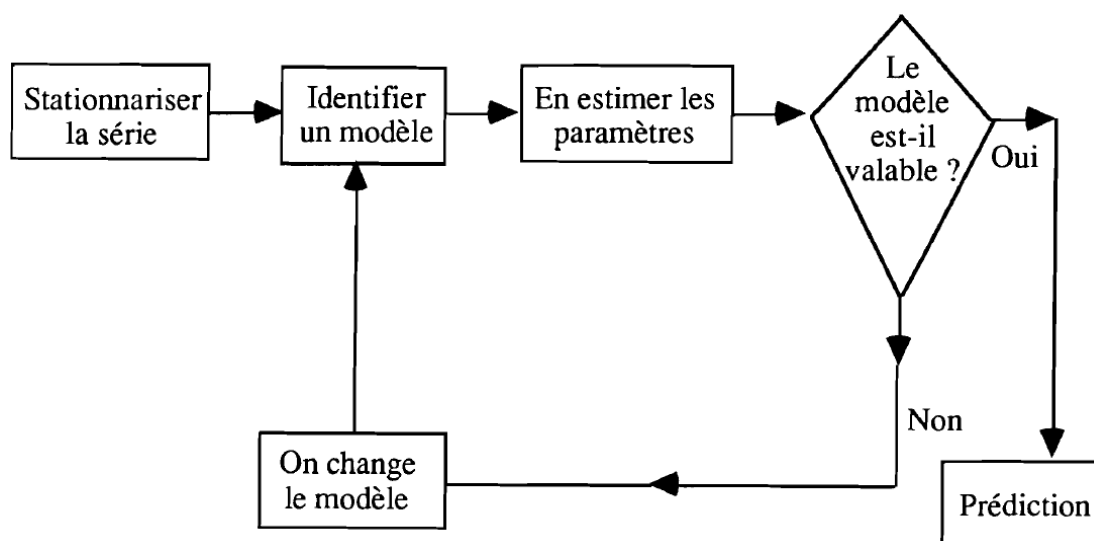 Stationnariser
la série
Identifier
un modèle
En estimer les
paramètres
Le
modèle
est-il
valable ?
Oui
Non
On change
le modèle
Prédiction